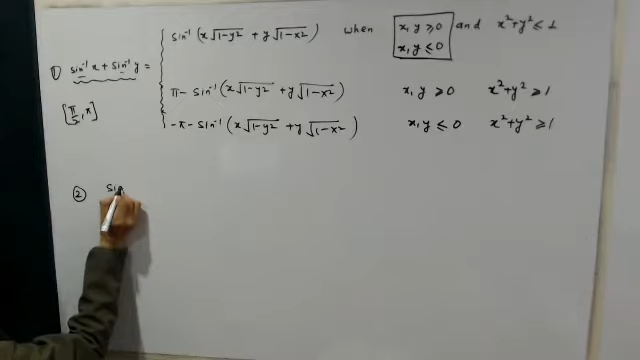 sin⁻¹(x√1-y² + y√1-x²) when x, y ⩾ 0 and x²+y² ≤ 1
x, y ≤ 0
1) sin⁻¹x + sin⁻¹y =
π - sin⁻¹(x√1-y² + y√1-x²) x, y ⩾ 0 x²+y² ⩾ 1
[π/2, π]
-π - sin⁻¹(x√1-y² + y√1-x²) x, y ≤ 0 x²+y² ⩾ 1
2 sin